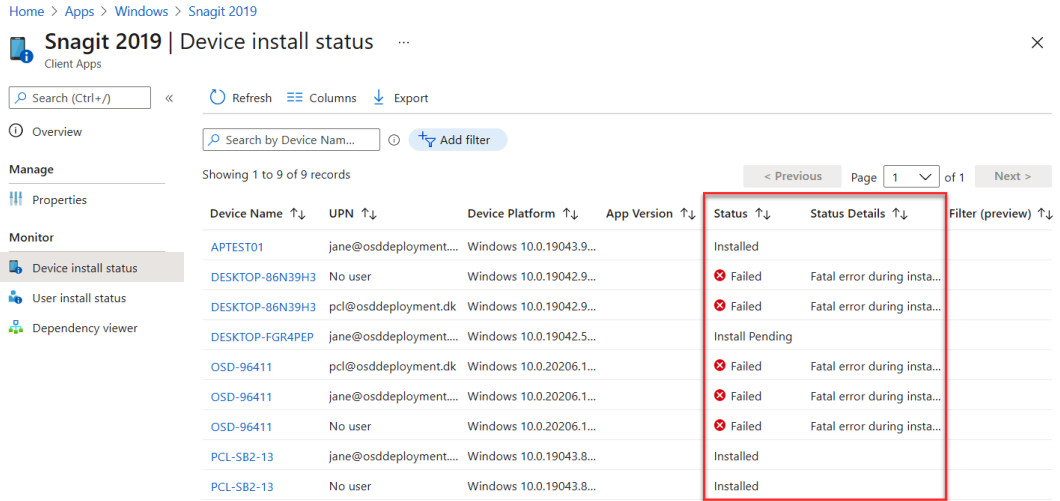 Home > Apps > Windows > Snagit 2019
Snagit 2019 | Device install status ...
Client Apps
Search (Ctrl+/) «
Refresh Columns Export
Overview
Search by Device Nam... Add filter
Manage
Showing 1 to 9 of 9 records
< Previous Page 1 of 1 Next >
Properties
Monitor
Device install status
User install status
Dependency viewer
Device Name ↑↓ UPN ↑↓ Device Platform ↑↓ App Version ↑↓ Status ↑↓ Status Details ↑↓ Filter (preview) ↑↓
APTEST01 jane@osddeployment.... Windows 10.0.19043.9... Installed
DESKTOP-86N39H3 No user Windows 10.0.19042.9... Failed Fatal error during insta...
DESKTOP-86N39H3 pcl@osddeployment.dk Windows 10.0.19042.9... Failed Fatal error during insta...
DESKTOP-FGR4PEP jane@osddeployment.... Windows 10.0.19042.5... Install Pending
OSD-96411 pcl@osddeployment.dk Windows 10.0.20206.1... Failed Fatal error during insta...
OSD-96411 jane@osddeployment.... Windows 10.0.20206.1... Failed Fatal error during insta...
OSD-96411 No user Windows 10.0.20206.1... Failed Fatal error during insta...
PCL-SB2-13 jane@osddeployment.... Windows 10.0.19043.8... Installed
PCL-SB2-13 No user Windows 10.0.19043.8... Installed